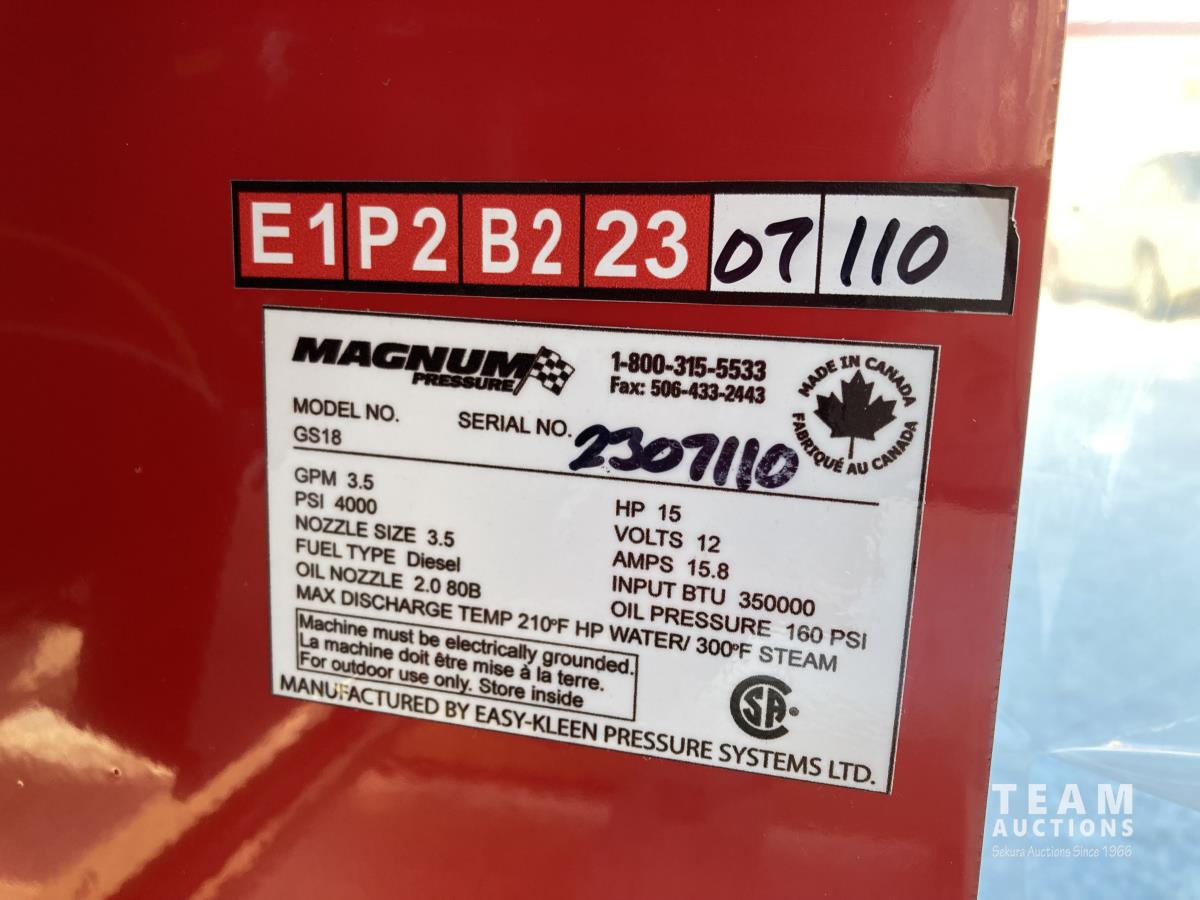 E1 P2 B2 23 07 110
MAGNUM
PRESSURE
1-800-315-5533
Fax: 506-433-2443
MADE IN CANADA
FABRIQUÉ AU CANADA
MODEL NO.
GS18
SERIAL NO. 2307110
GPM 3.5
PSI 4000
NOZZLE SIZE 3.5
FUEL TYPE Diesel
OIL NOZZLE 2.0 80B
HP 15
VOLTS 12
AMPS 15.8
INPUT BTU 350000
OIL PRESSURE 160 PSI
MAX DISCHARGE TEMP 210ºF HP WATER/ 300ºF STEAM
Machine must be electrically grounded.
La machine doit être mise à la terre.
For outdoor use only. Store inside
CSA
MANUFACTURED BY EASY-KLEEN PRESSURE SYSTEMS LTD.
TEAM
AUCTIONS
Sekura Auctions Since 1966